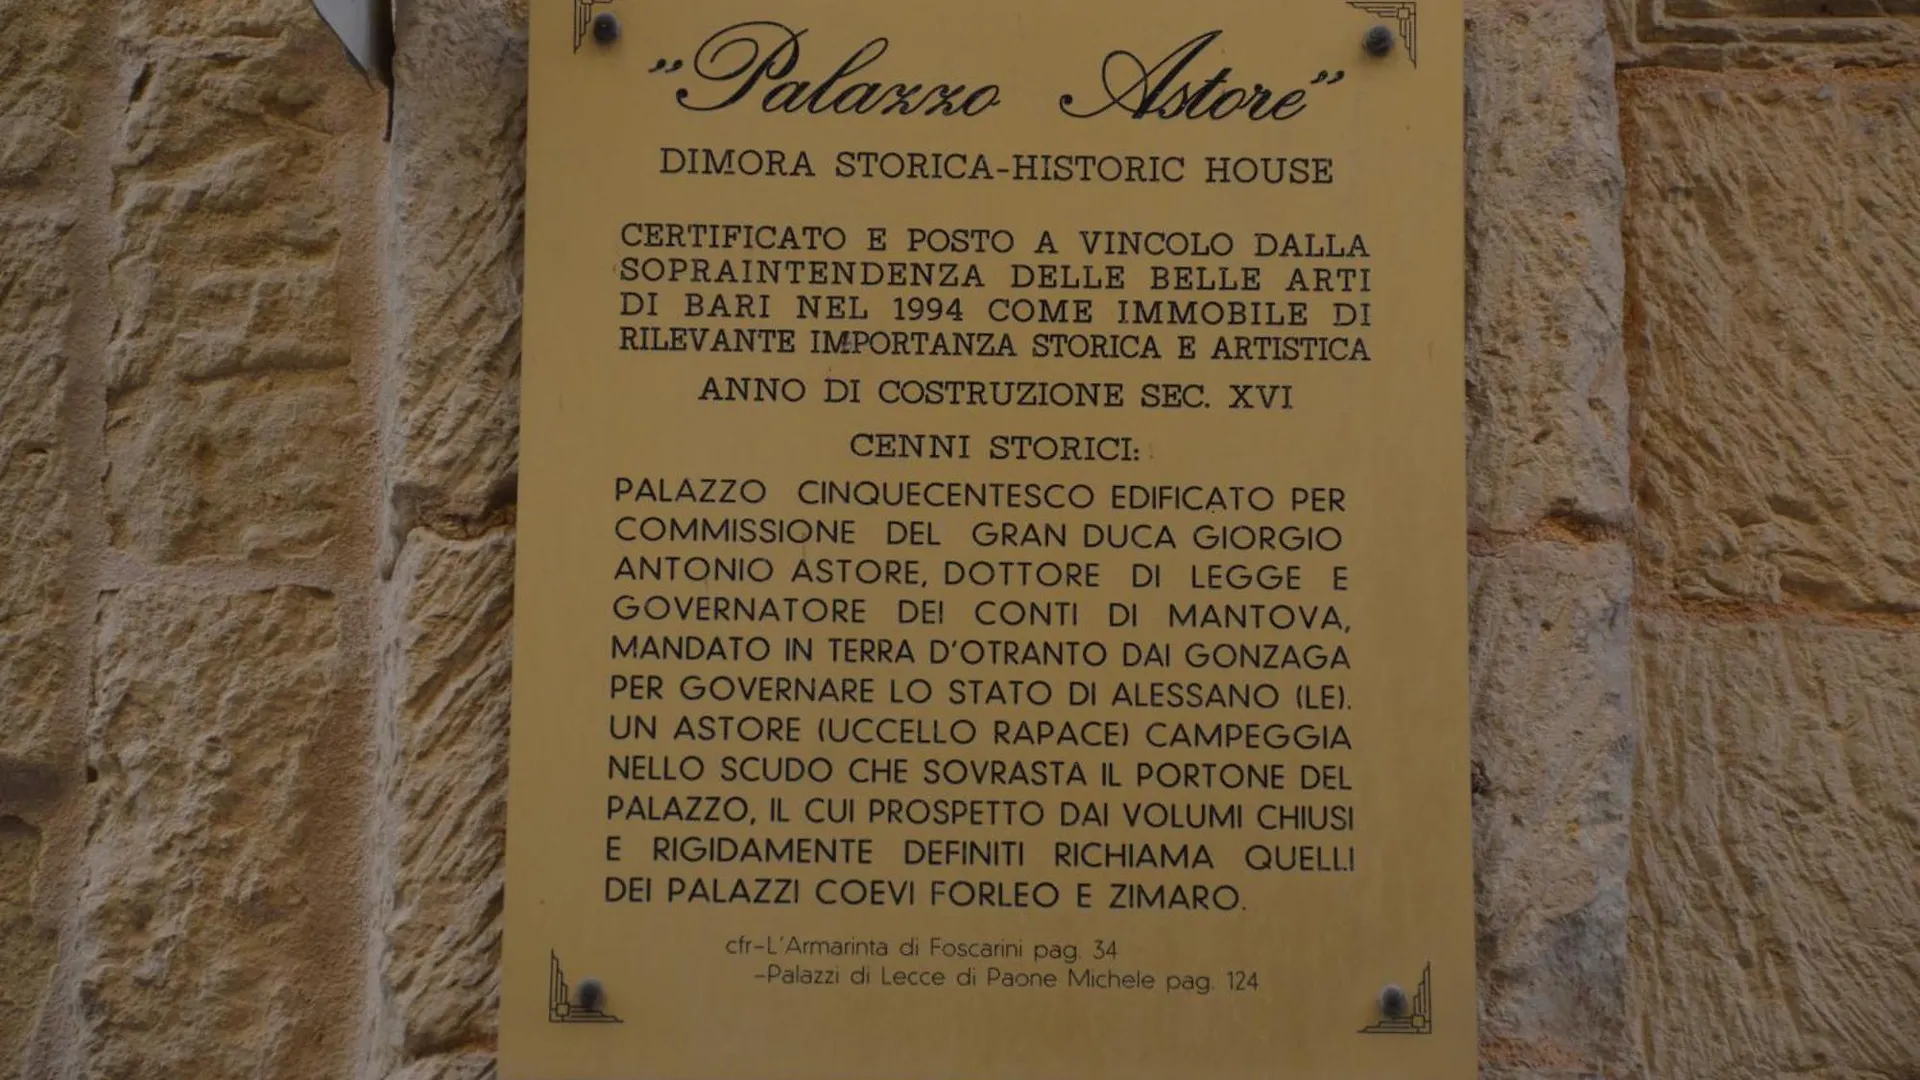 "Palazzo Astore"
DIMORA STORICA-HISTORIC HOUSE
CERTIFICATO E POSTO A VINCOLO DALLA
SOPRAINTENDENZA DELLE BELLE ARTI
DI BARI NEL 1994 COME IMMOBILE DI
RILEVANTE IMPORTANZA STORICA E ARTISTICA
ANNO DI COSTRUZIONE SEC. XVI
CENNI STORICI:
PALAZZO CINQUECENTESCO EDIFICATO PER
COMMISSIONE DEL GRAN DUCA GIORGIO
ANTONIO ASTORE, DOTTORE DI LEGGE E
GOVERNATORE DEI CONTI DI MANTOVA,
MANDATO IN TERRA D'OTRANTO DAI GONZAGA
PER GOVERNARE LO STATO DI ALESSANO (LE).
UN ASTORE (UCCELLO RAPACE) CAMPEGGIA
NELLO SCUDO CHE SOVRASTA IL PORTONE DEL
PALAZZO, IL CUI PROSPETTO DAI VOLUMI CHIUSI
E RIGIDAMENTE DEFINITI RICHIAMA QUELLI
DEI PALAZZI COEVI FORLEO E ZIMARO.
cfr-L'Armarinta di Foscarini pag. 34
-Palazzi di Lecce di Paone Michele pag. 124